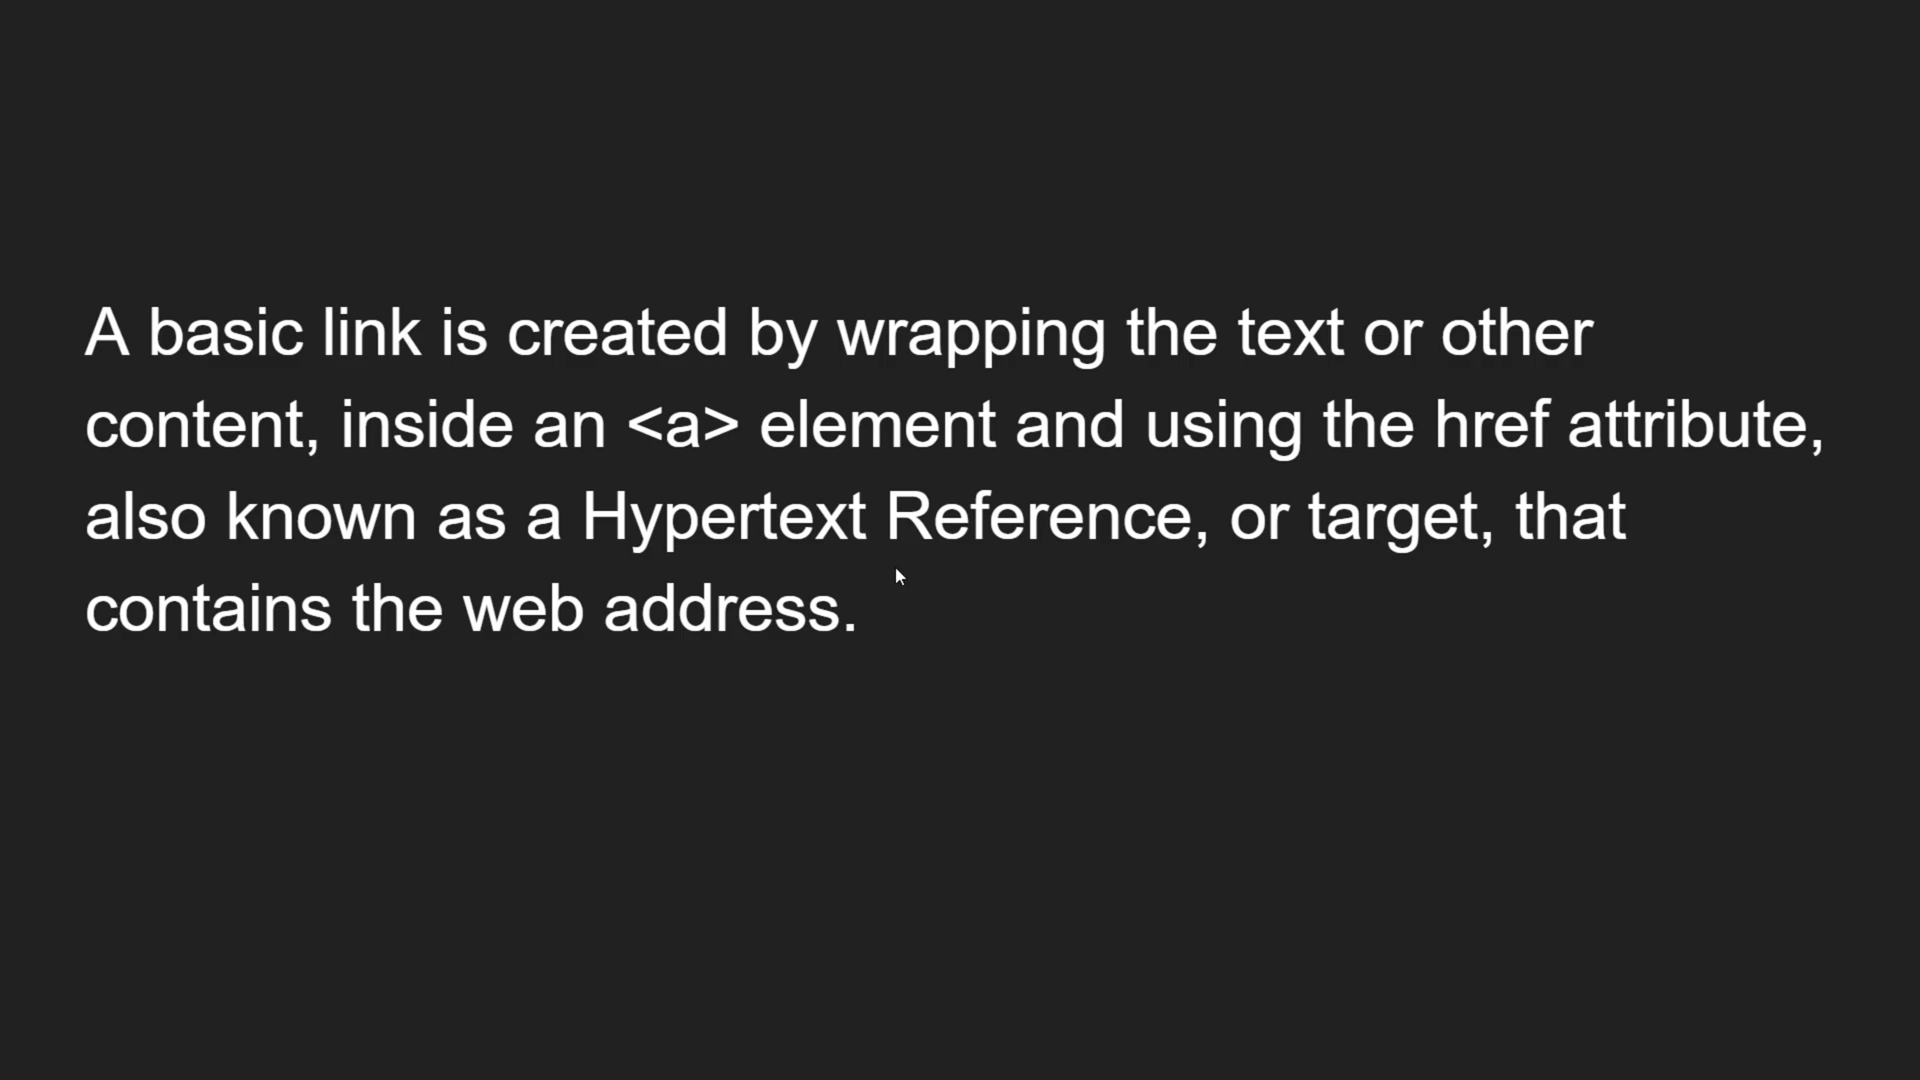 A basic link is created by wrapping the text or other
content, inside an <a> element and using the href attribute,
also known as a Hypertext Reference, or target, that
contains the web address.